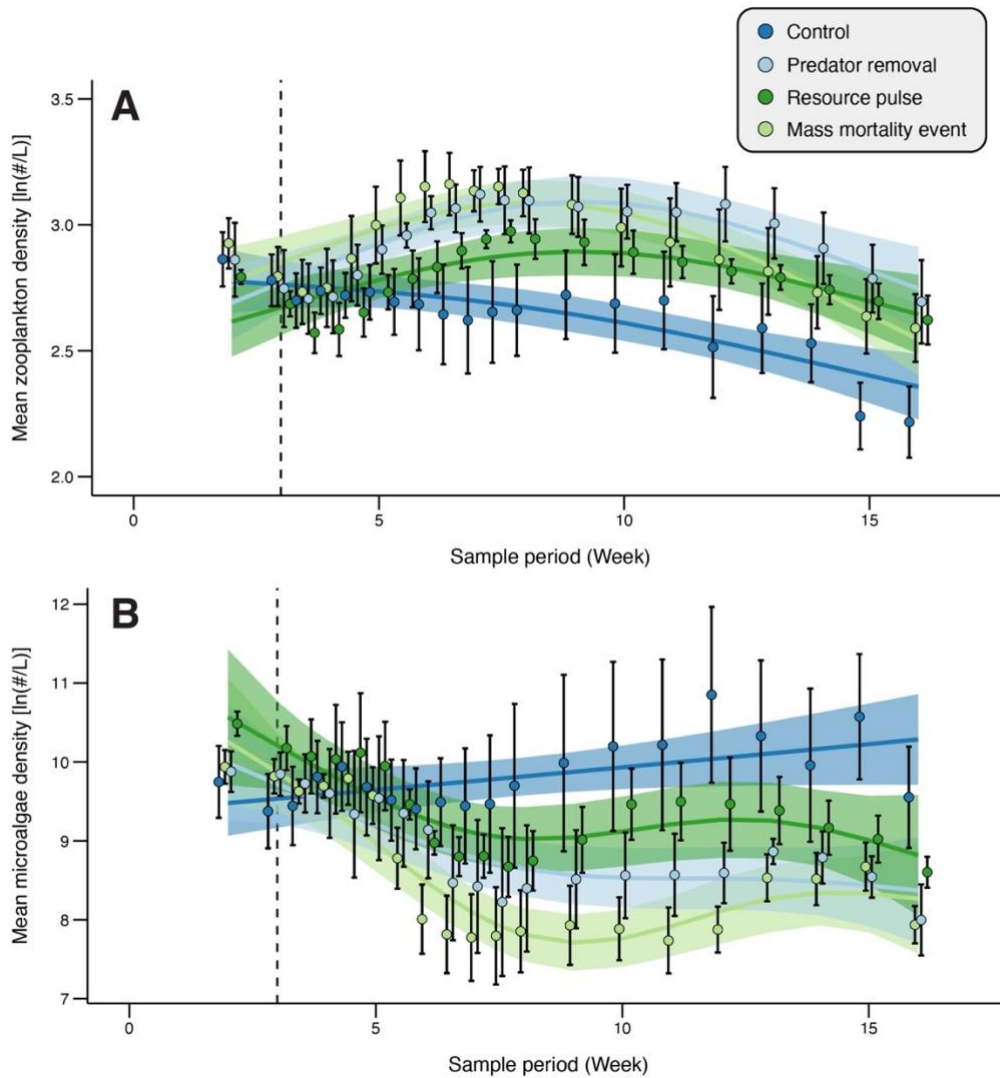 Control
Predator removal
Resource pulse
Mass mortality event
A
Mean zooplankton density [ln(#/L)]
3.5
3.0
2.5
2.0
0 5 10 15
Sample period (Week)
B
Mean microalgae density [ln(#/L)]
12
11
10
9
8
7
0 5 10 15
Sample period (Week)